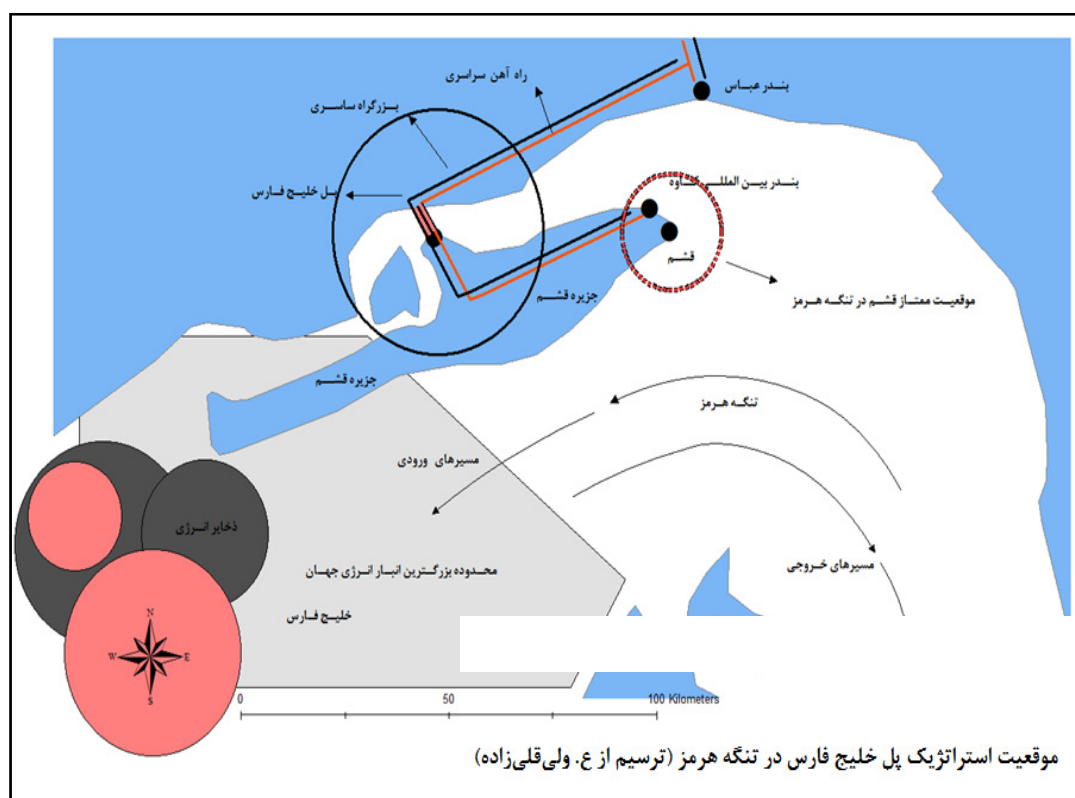 راه آهن سراسری
بندر عباس
بزرگراه ساسری
پل خلیج فارس
بندر بین المللی کاوه
قشم
موقعیت ممتاز قشم در تنگه هرمز
جزیره قشم
جزیره قشم
تنگه هرمز
مسیرهای ورودی
ذخایر انرژی
محدوده بزرگترین انبار انرژی جهان
مسیرهای خروجی
خلیج فارس
N
W E
S
0 50 100 Kilometers
موقعیت استراتژیک پل خلیج فارس در تنگه هرمز (ترسیم از ع. ولی‌قلی‌زاده)